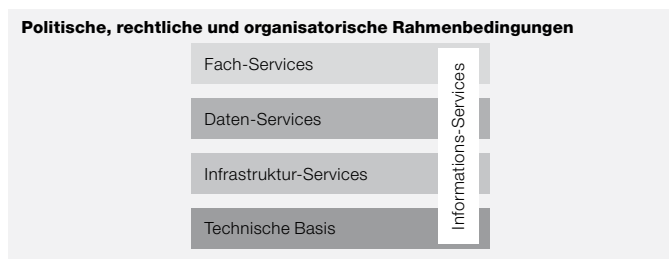 Politische, rechtliche und organisatorische Rahmenbedingungen
Fach-Services
Daten-Services
Infrastruktur-Services
Technische Basis
Informations-Services